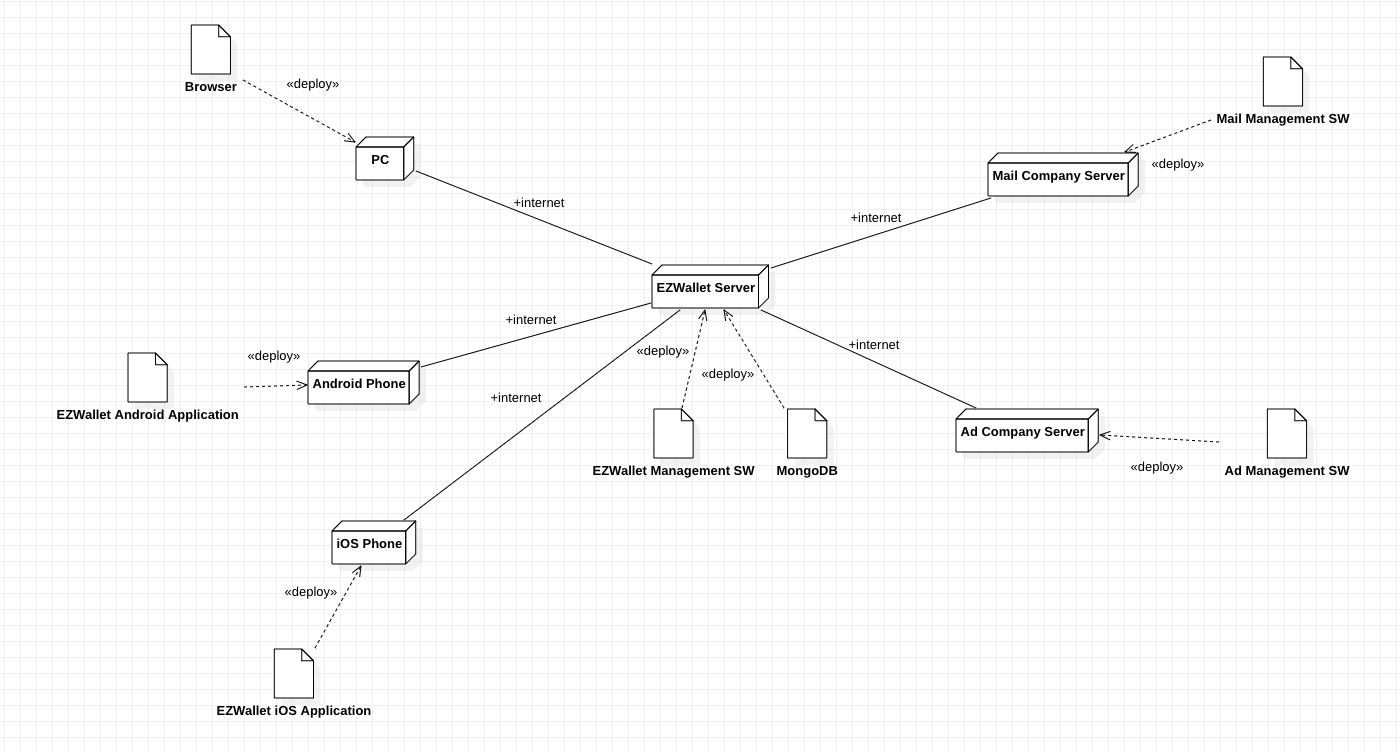 Browser
«deploy»
Mail Management SW
PC
«deploy»
Mail Company Server
+internet
+internet
EZWallet Server
+internet
«deploy»
+internet
«deploy»
«deploy»
Android Phone
+internet
EZWallet Android Application
Ad Company Server
EZWallet Management SW
MongoDB
«deploy»
Ad Management SW
iOS Phone
«deploy»
EZWallet iOS Application